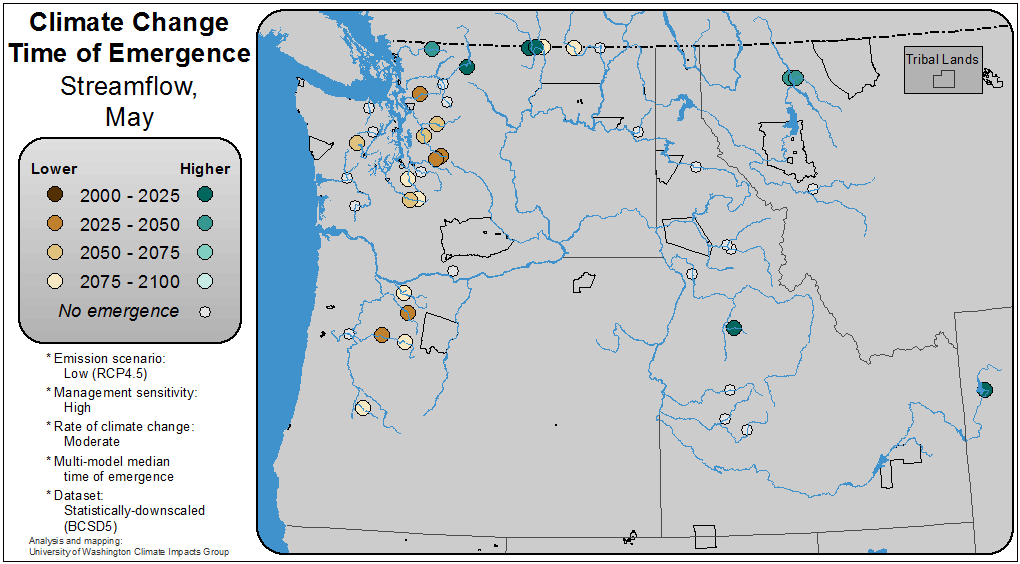 Climate Change
Time of Emergence
Streamflow,
May
Lower Higher
2000 - 2025
2025 - 2050
2050 - 2075
2075 - 2100
No emergence
* Emission scenario:
Low (RCP4.5)
* Management sensitivity:
High
* Rate of climate change:
Moderate
* Multi-model median
time of emergence
* Dataset:
Statistically-downscaled
(BCSD5)
Analysis and mapping:
University of Washington Climate Impacts Group
Tribal Lands